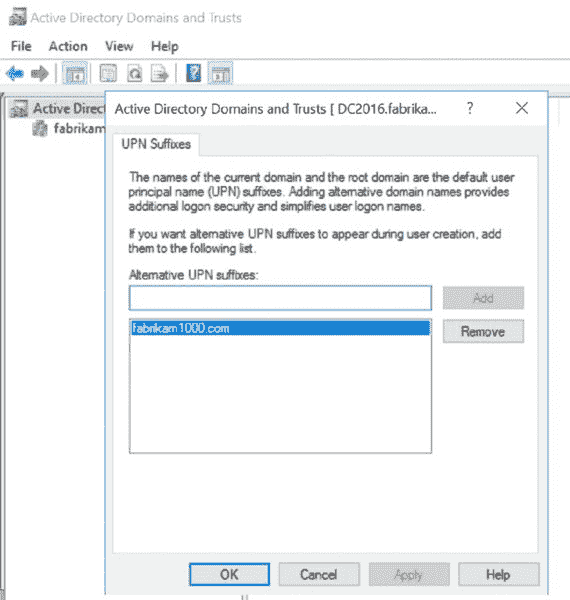 Active Directory Domains and Trusts
File Action View Help
Active Direct
fabrikam
Active Directory Domains and Trusts [ DC2016.fabrika... ? 
UPN Suffixes
The names of the current domain and the root domain are the default user
principal name (UPN) suffixes. Adding alternative domain names provides
additional logon security and simplifies user logon names.
If you want alternative UPN suffixes to appear during user creation, add
them to the following list.
Alternative UPN suffixes:
Add
fabrikam1000.com
Remove
OK Cancel Apply Help